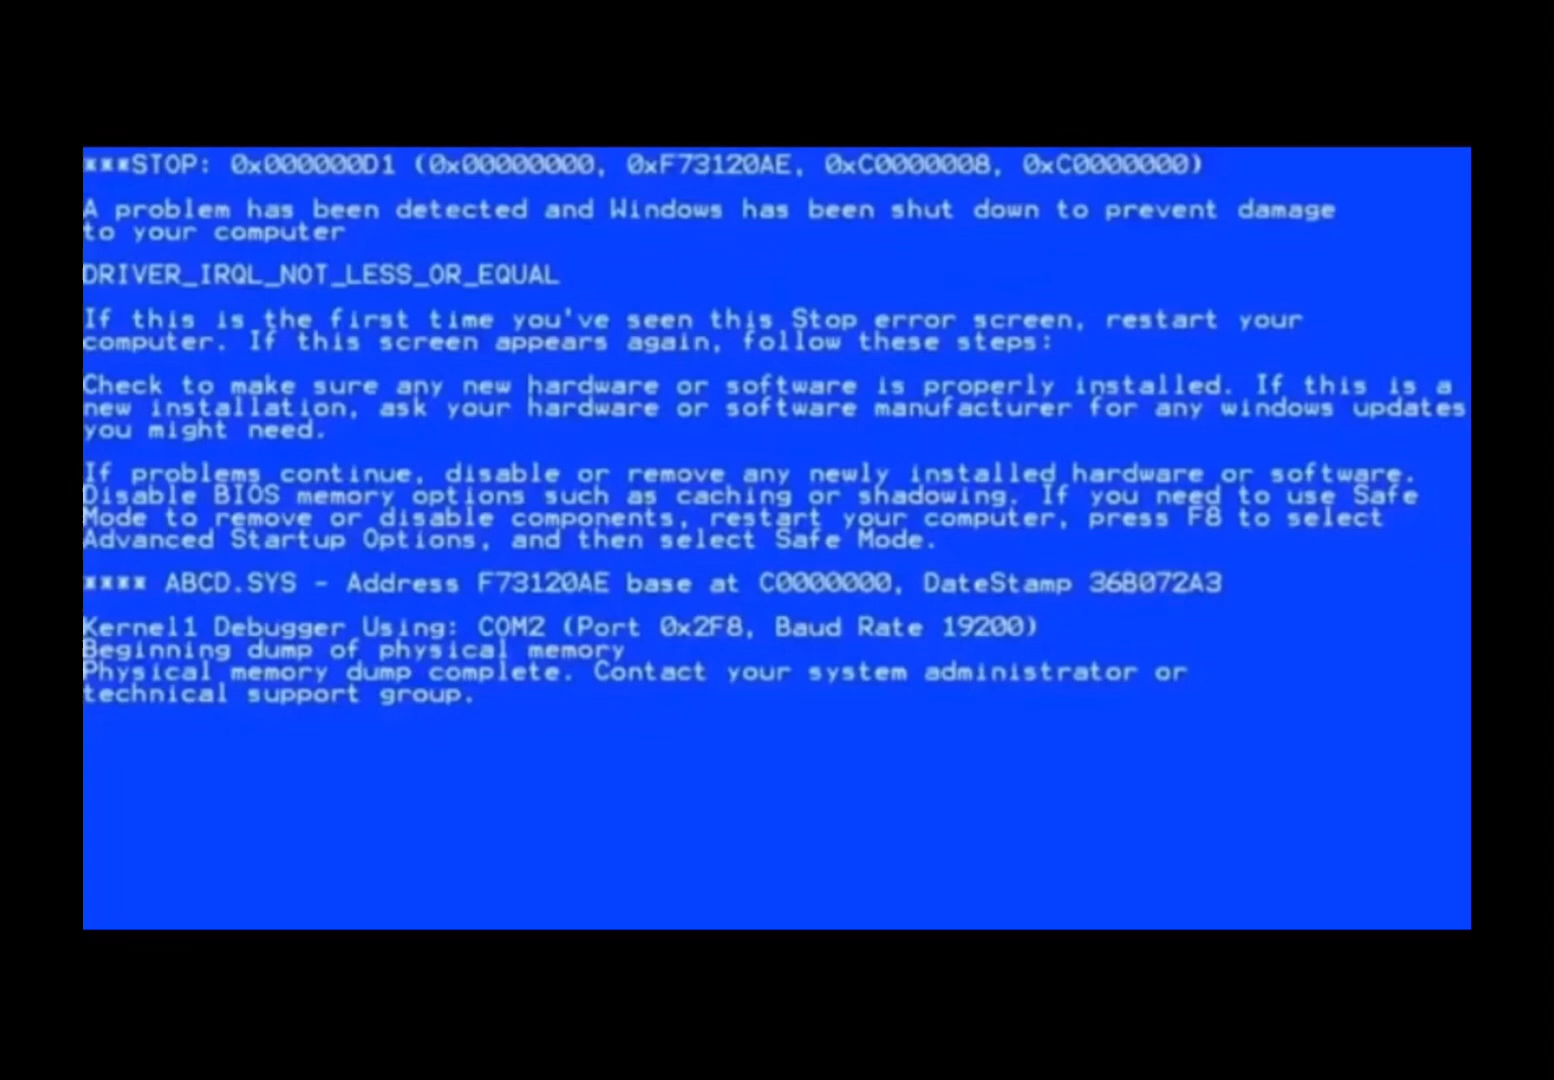 ***STOP: 0x000000D1 (0x00000000, 0xF73120AE, 0xC0000008, 0xC0000000)
A problem has been detected and Windows has been shut down to prevent damage
to your computer
DRIVER_IRQL_NOT_LESS_OR_EQUAL
If this is the first time you've seen this Stop error screen, restart your
computer. If this screen appears again, follow these steps:
Check to make sure any new hardware or software is properly installed. If this is a
new installation, ask your hardware or software manufacturer for any windows updates
you might need.
If problems continue, disable or remove any newly installed hardware or software.
Disable BIOS memory options such as caching or shadowing. If you need to use Safe
Mode to remove or disable components, restart your computer, press F8 to select
Advanced Startup Options, and then select Safe Mode.
**** ABCD.SYS - Address F73120AE base at C0000000, DateStamp 36B072A3
Kernel1 Debugger Using: COM2 (Port 0x2F8, Baud Rate 19200)
Beginning dump of physical memory
Physical memory dump complete. Contact your system administrator or
technical support group.